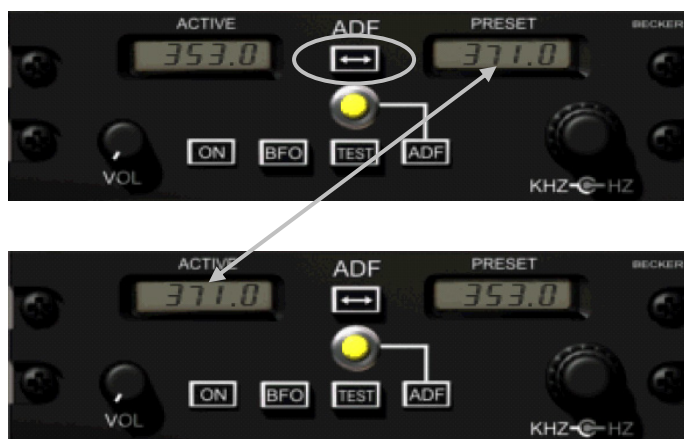 ACTIVE ADF PRESET BECKER
353.0 371.0
ON BFO TEST ADF
VOL KHZ HZ
ACTIVE ADF PRESET BECKER
371.0 353.0
ON BFO TEST ADF
VOL KHZ HZ